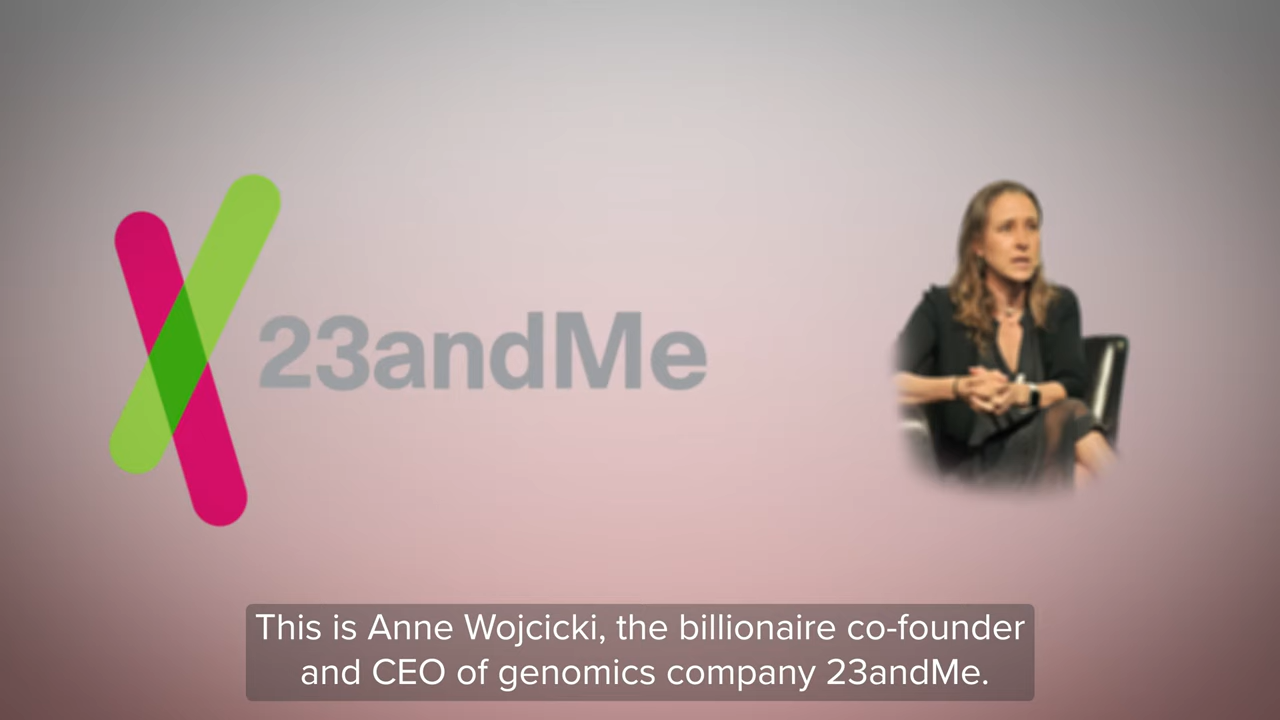 23andMe
This is Anne Wojcicki, the billionaire co-founder
and CEO of genomics company 23andMe.